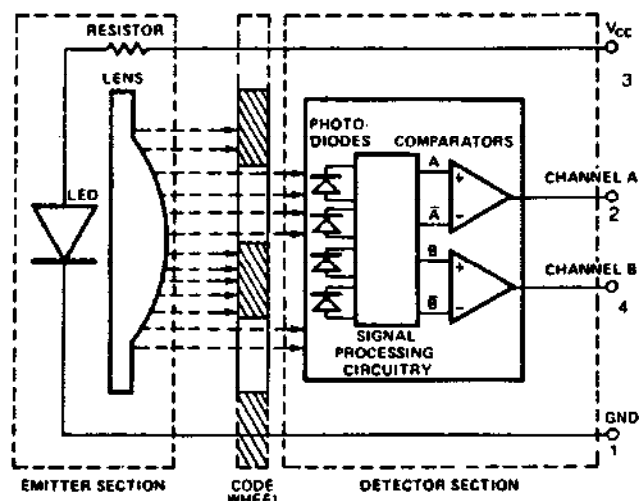 RESISTOR
LENS
LED
PHOTO-
DIODES
COMPARATORS
A
+
A̅
−
B
+
B̅
−
SIGNAL
PROCESSING
CIRCUITRY
VCC
3
CHANNEL A
2
CHANNEL B
4
GND
1
EMITTER SECTION
CODE
WHEEL
DETECTOR SECTION